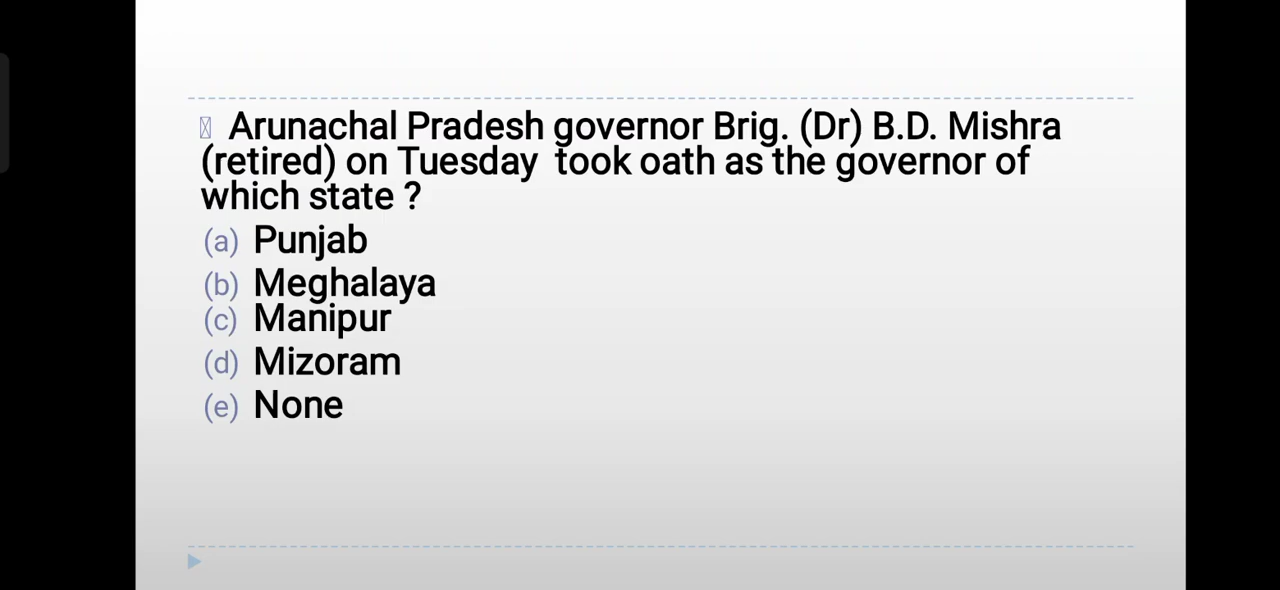 Arunachal Pradesh governor Brig. (Dr) B.D. Mishra
(retired) on Tuesday took oath as the governor of
which state ?
(a) Punjab
(b) Meghalaya
(c) Manipur
(d) Mizoram
(e) None